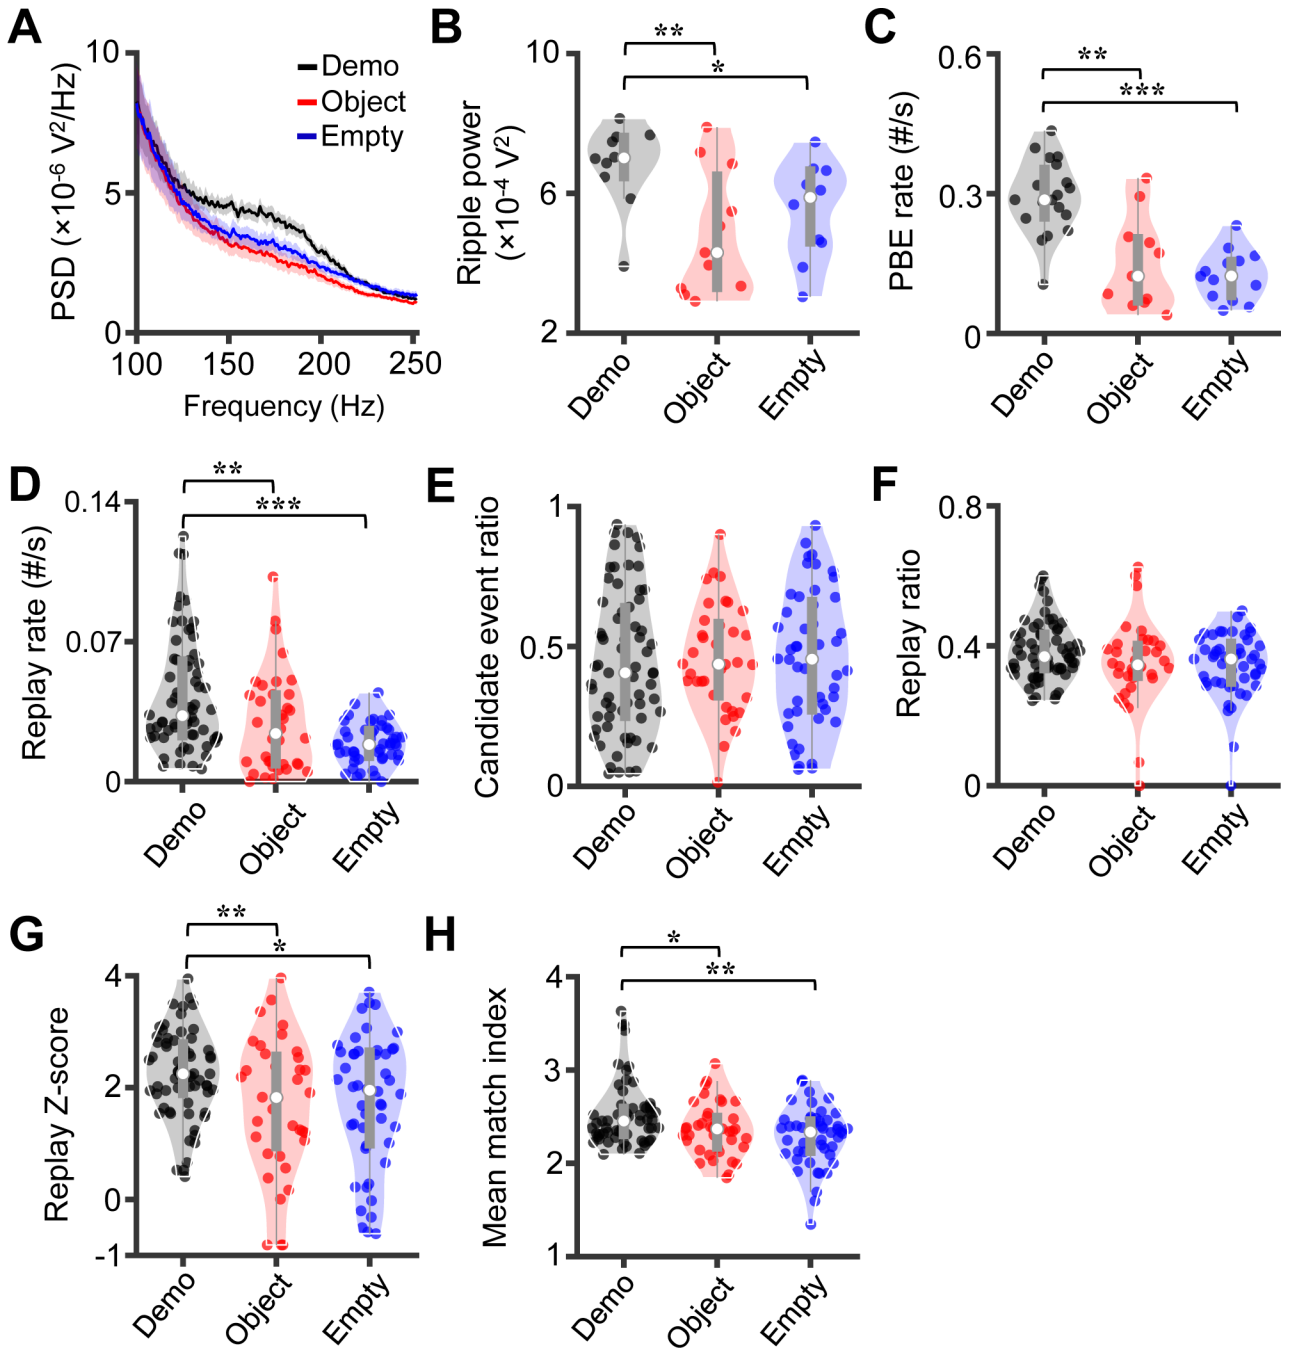 A
PSD (×10-6 V2/Hz)
10
5
0
Demo
Object
Empty
100 150 200 250
Frequency (Hz)
B
Ripple power
(×10-4 V2)
10
6
2
**
*
Demo
Object
Empty
C
PBE rate (#/s)
0.6
0.3
0
**
***
Demo
Object
Empty
D
Replay rate (#/s)
0.14
0.07
0
**
***
Demo
Object
Empty
E
Candidate event ratio
1
0.5
0
Demo
Object
Empty
F
Replay ratio
0.8
0.4
0
Demo
Object
Empty
G
Replay Z-score
4
2
0
-1
**
*
Demo
Object
Empty
H
Mean match index
4
3
2
1
*
**
Demo
Object
Empty